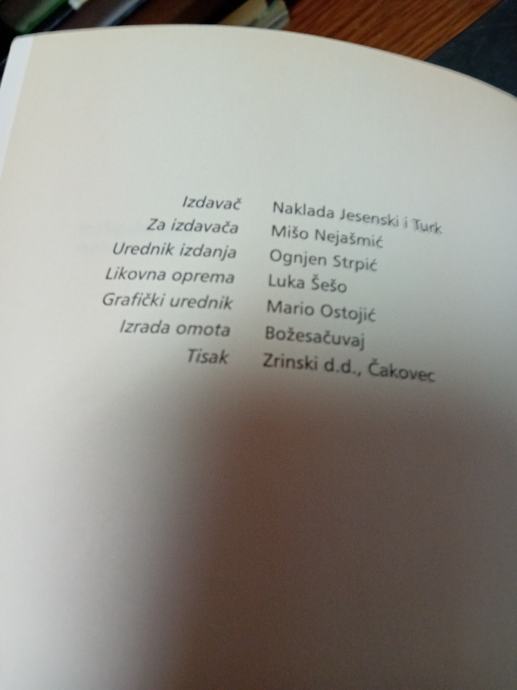 Izdavač Naklada Jesenski i Turk
Za izdavača Mišo Nejašmić
Urednik izdanja Ognjen Strpić
Likovna oprema Luka Šešo
Grafički urednik Mario Ostojić
Izrada omota Božesačuvaj
Tisak Zrinski d.d., Čakovec